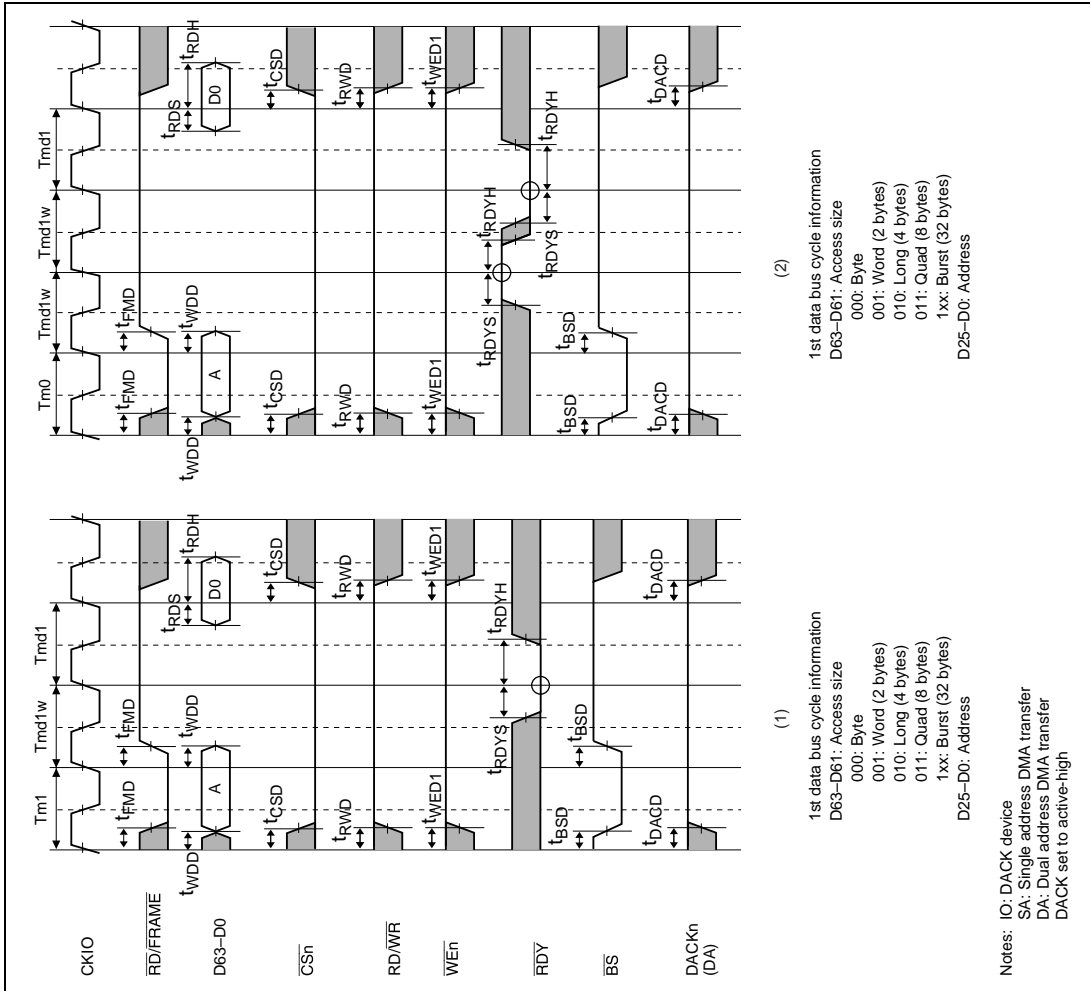 Tm1 Tmd1w Tmd1 Tm0 Tmd1w Tmd1w Tmd1
CKIO
tFMD tFMD tFMD tFMD
RD/FRAME
tWDD tWDD tRDS tRDH tWDD tWDD tRDS tRDH
D63–D0 A D0 A D0
tCSD tCSD tCSD tCSD
CSn
tRWD tRWD tRWD tRWD
RD/WR
tWED1 tWED1 tWED1 tWED1
WEn
tRDYS tRDYH tRDYS tRDYH tRDYS tRDYH
RDY
tBSD tBSD tBSD tBSD
BS
tDACD tDACD tDACD tDACD
DACKn
(DA)
(1)
1st data bus cycle information
D63–D61: Access size
000: Byte
001: Word (2 bytes)
010: Long (4 bytes)
011: Quad (8 bytes)
1xx: Burst (32 bytes)
D25–D0: Address
(2)
1st data bus cycle information
D63–D61: Access size
000: Byte
001: Word (2 bytes)
010: Long (4 bytes)
011: Quad (8 bytes)
1xx: Burst (32 bytes)
D25–D0: Address
Notes: IO: DACK device
SA: Single address DMA transfer
DA: Dual address DMA transfer
DACK set to active-high